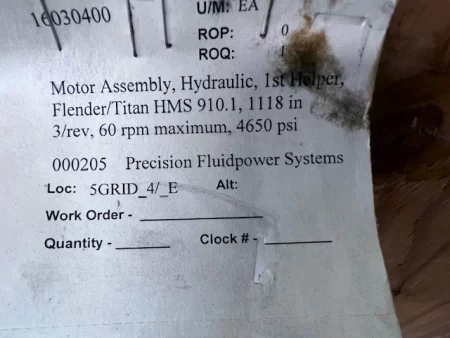 16030400
U/M: EA
ROP: 0
ROQ: 1
Motor Assembly, Hydraulic, 1st Helper,
Flender/Titan HMS 910.1, 1118 in
3/rev, 60 rpm maximum, 4650 psi
000205 Precision Fluidpower Systems
Loc: 5GRID_4/_E Alt:
Work Order -
Quantity - Clock # -